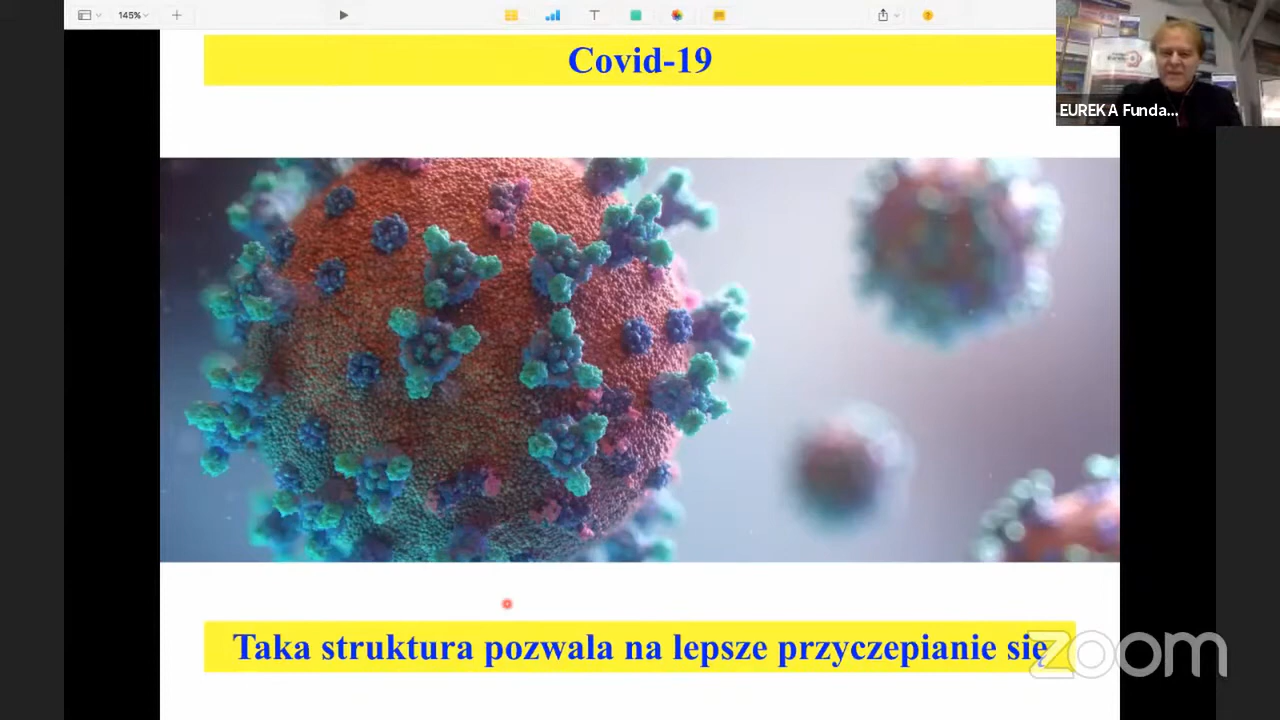 145%
Covid-19
EUREKA Funda...
Taka struktura pozwala na lepsze przyczepianie się
zoom